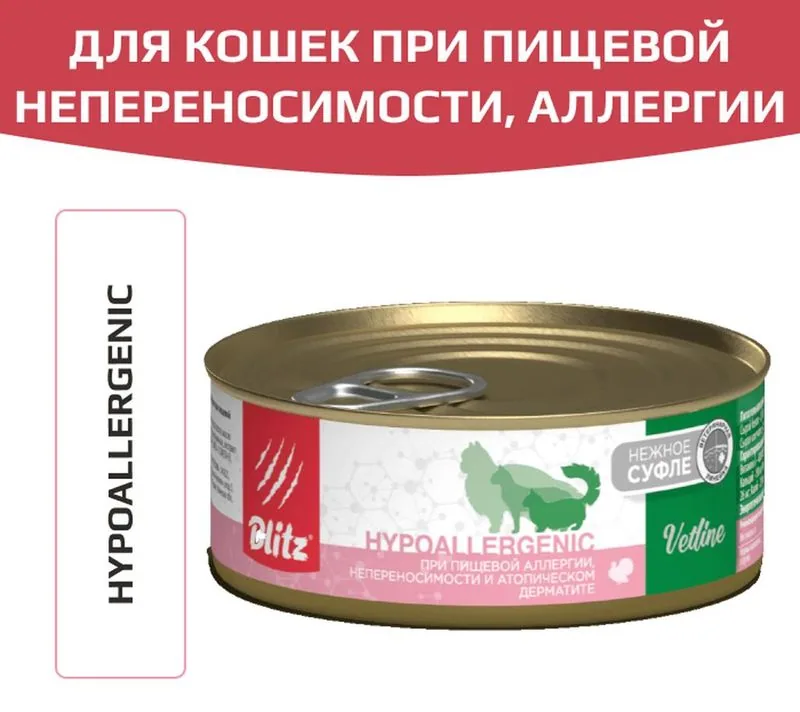 ДЛЯ КОШЕК ПРИ ПИЩЕВОЙ
НЕПЕРЕНОСИМОСТИ, АЛЛЕРГИИ
HYPOALLERGENIC
Blitz
HYPOALLERGENIC
ПРИ ПИЩЕВОЙ АЛЛЕРГИИ,
НЕПЕРЕНОСИМОСТИ И АТОПИЧЕСКОМ
ДЕРМАТИТЕ
НЕЖНОЕ
СУФЛЕ
Vetline